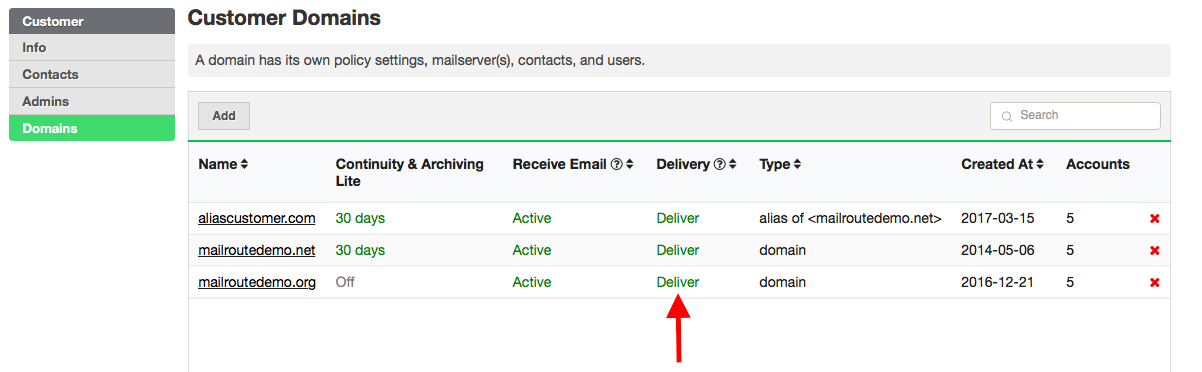 Customer
Info
Contacts
Admins
Domains
Customer Domains
A domain has its own policy settings, mailserver(s), contacts, and users.
Add
Search
Name Continuity & Archiving Lite Receive Email ? Delivery ? Type Created At Accounts
aliascustomer.com 30 days Active Deliver alias of <mailroutedemo.net> 2017-03-15 5
mailroutedemo.net 30 days Active Deliver domain 2014-05-06 5
mailroutedemo.org Off Active Deliver domain 2016-12-21 5